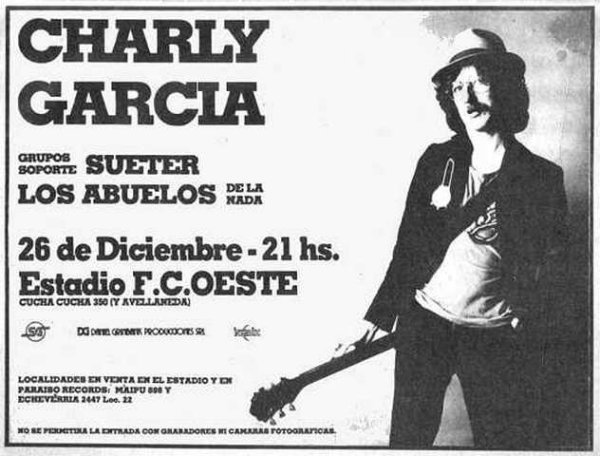 CHARLY
GARCIA
GRUPOS
SOPORTE SUETER
LOS ABUELOS DE LA
NADA
26 de Diciembre - 21 hs.
Estadio F.C.OESTE
CUCHA CUCHA 350 (Y AVELLANEDA)
DG DANIEL GRINBANK PRODUCCIONES SRL
LOCALIDADES EN VENTA EN EL ESTADIO Y EN
PARAISO RECORDS: MAIPU 898 Y
ECHEVERRIA 2447 Loc. 22
NO SE PERMITIRA LA ENTRADA CON GRABADORES NI CAMARAS FOTOGRAFICAS.